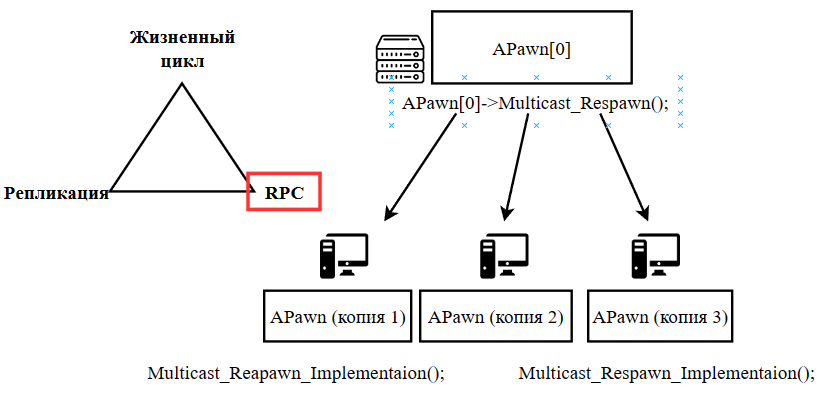 Жизненный
цикл
Репликация
RPC
APawn[0]
APawn[0]->Multicast_Respawn();
APawn (копия 1)
APawn (копия 2)
APawn (копия 3)
Multicast_Reapawn_Implementaion();
Multicast_Respawn_Implementaion();